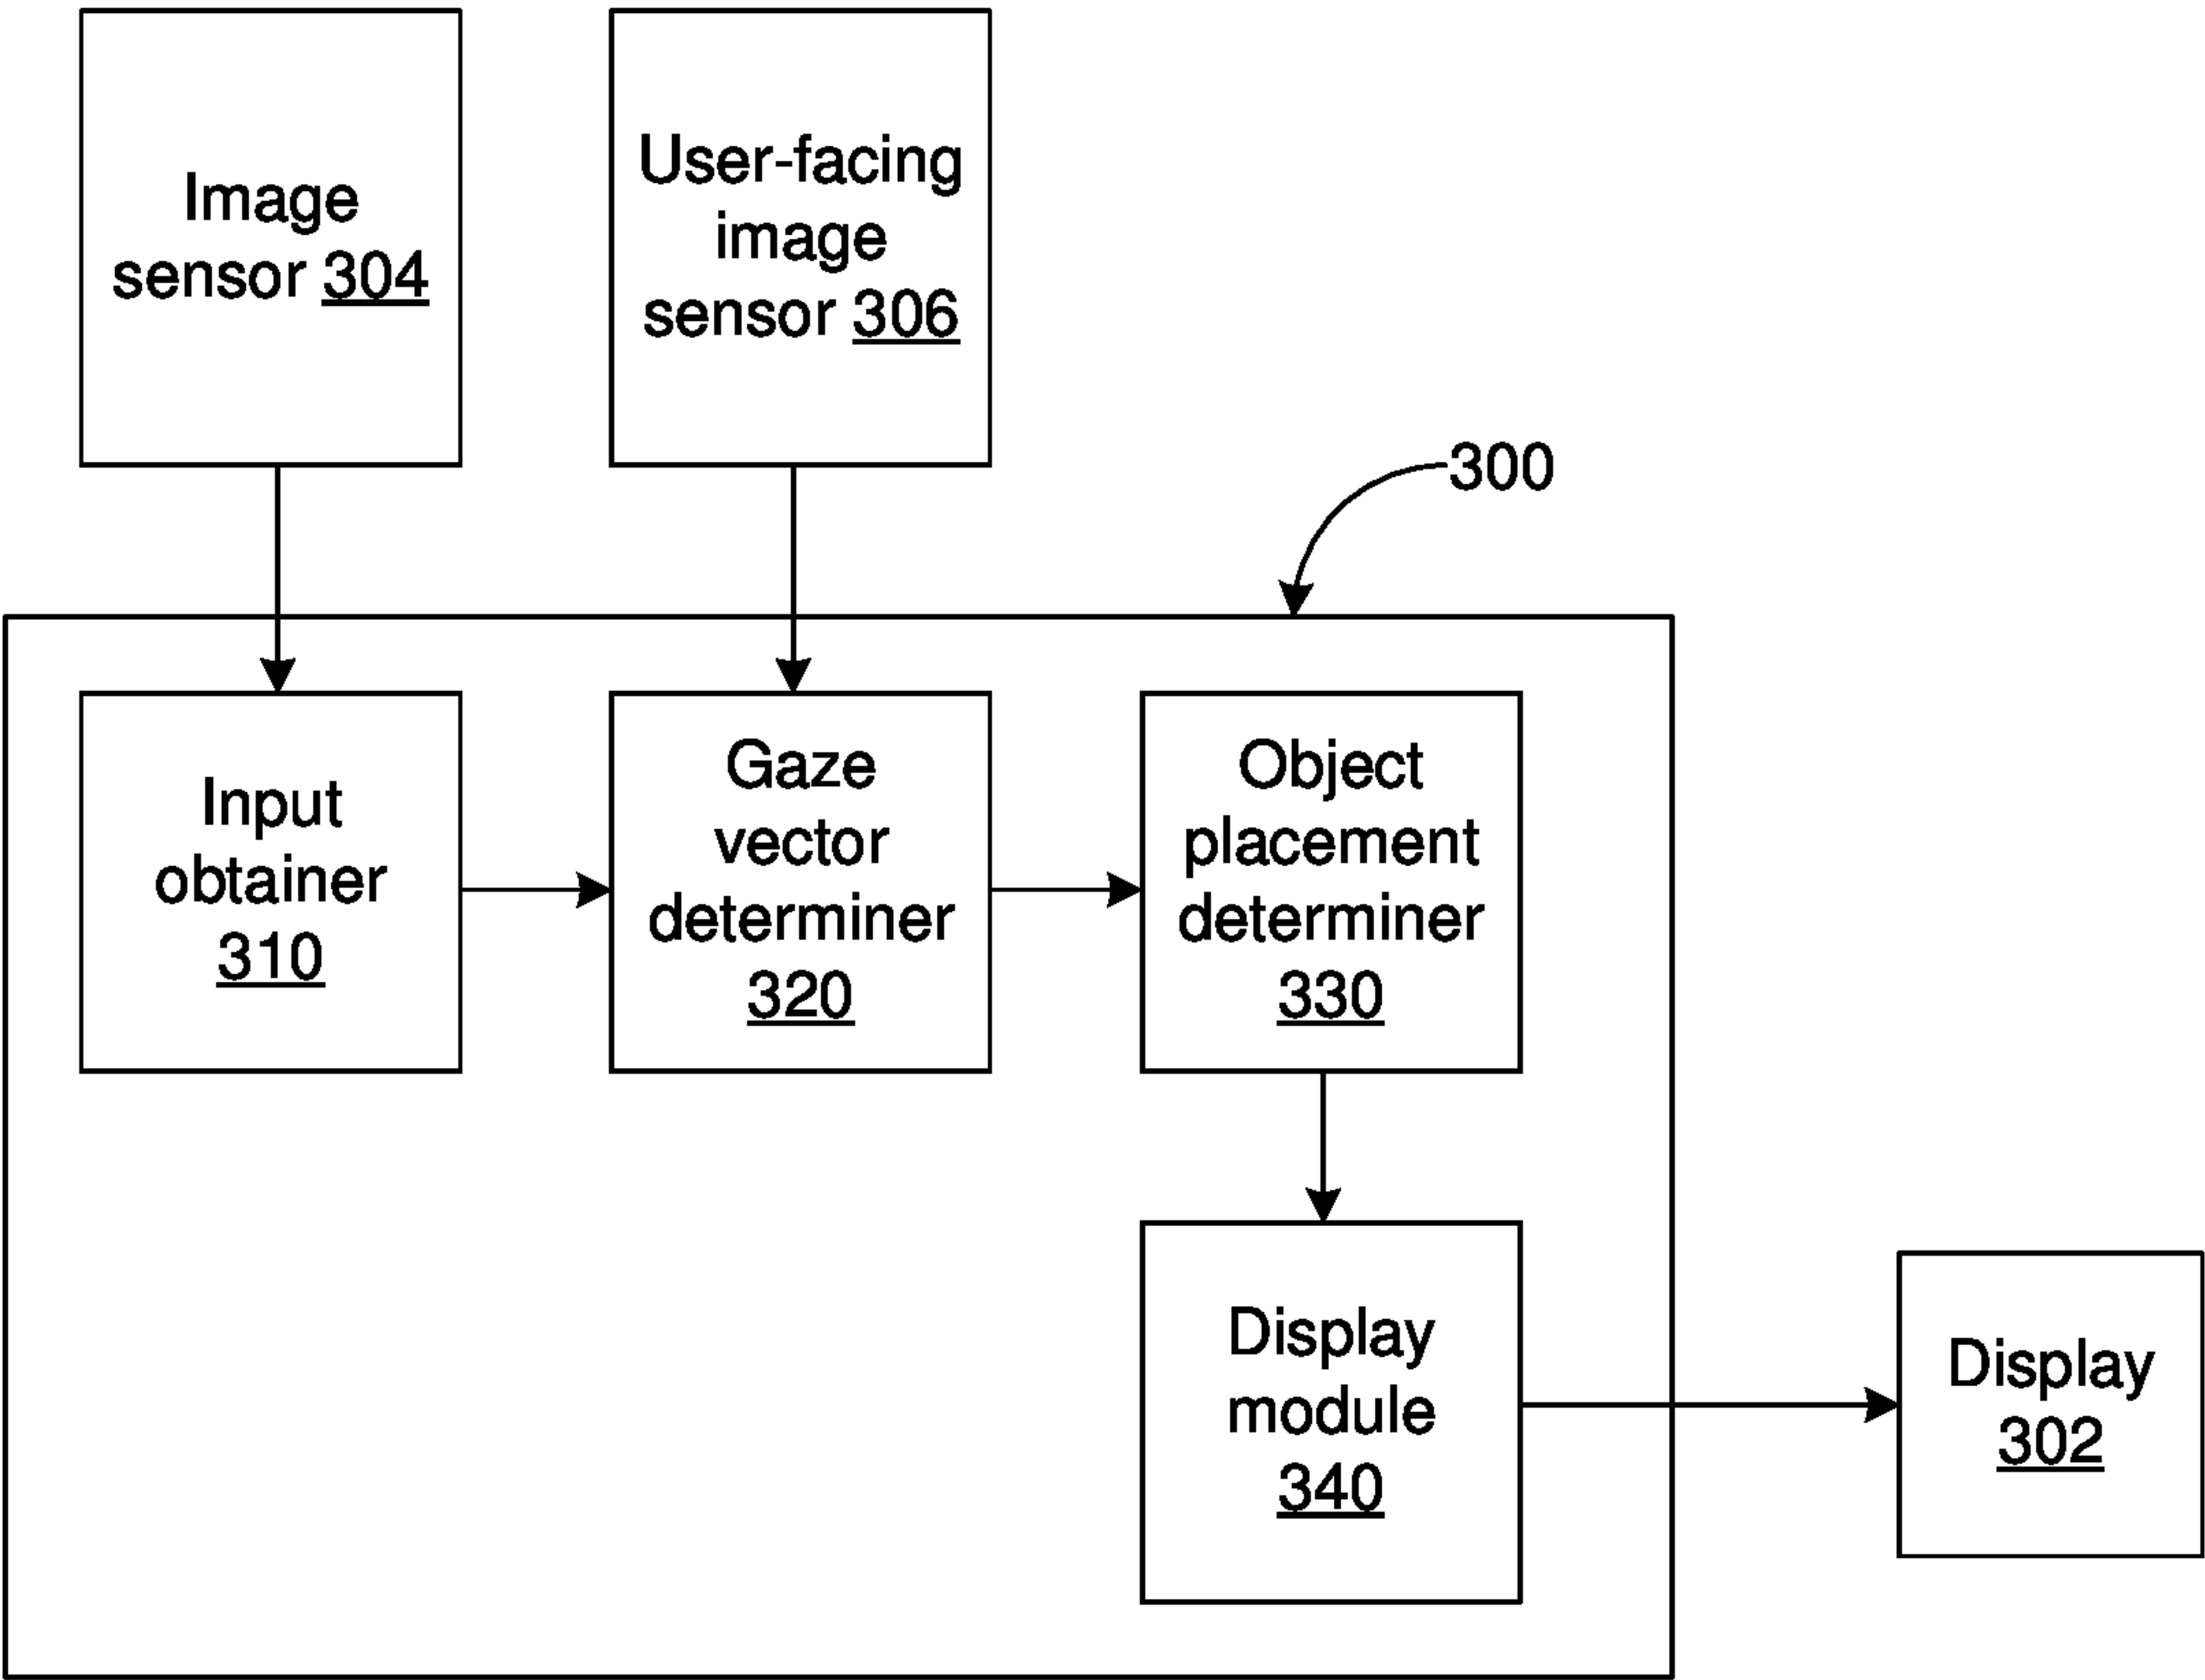 Image
sensor 304
User-facing
image
sensor 306
300
Input
obtainer
310
Gaze
vector
determiner
320
Object
placement
determiner
330
Display
module
340
Display
302